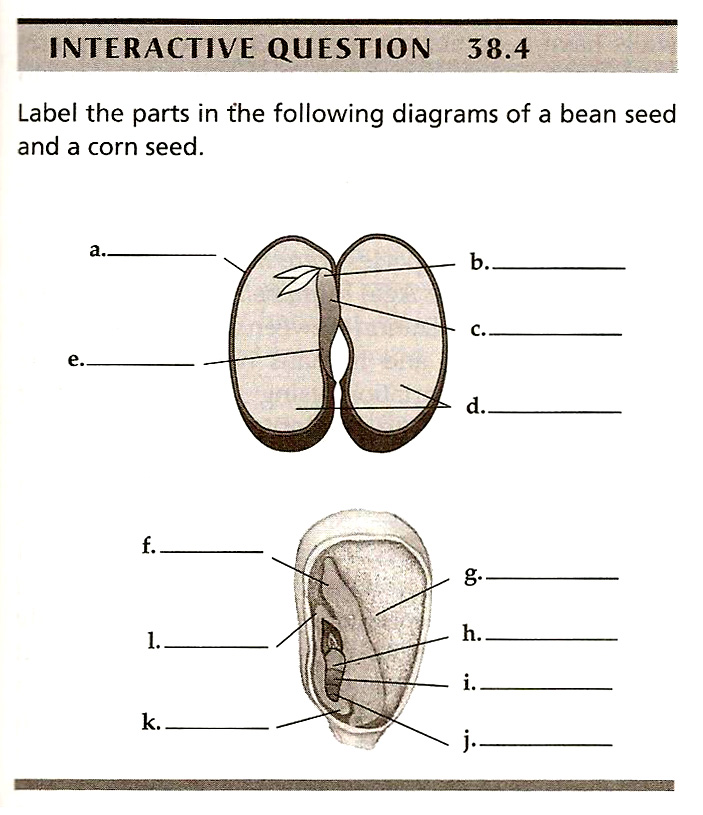 INTERACTIVE QUESTION 38.4
Label the parts in the following diagrams of a bean seed
and a corn seed.
a.
b.
c.
e.
d.
f.
g.
l.
h.
i.
k.
j.